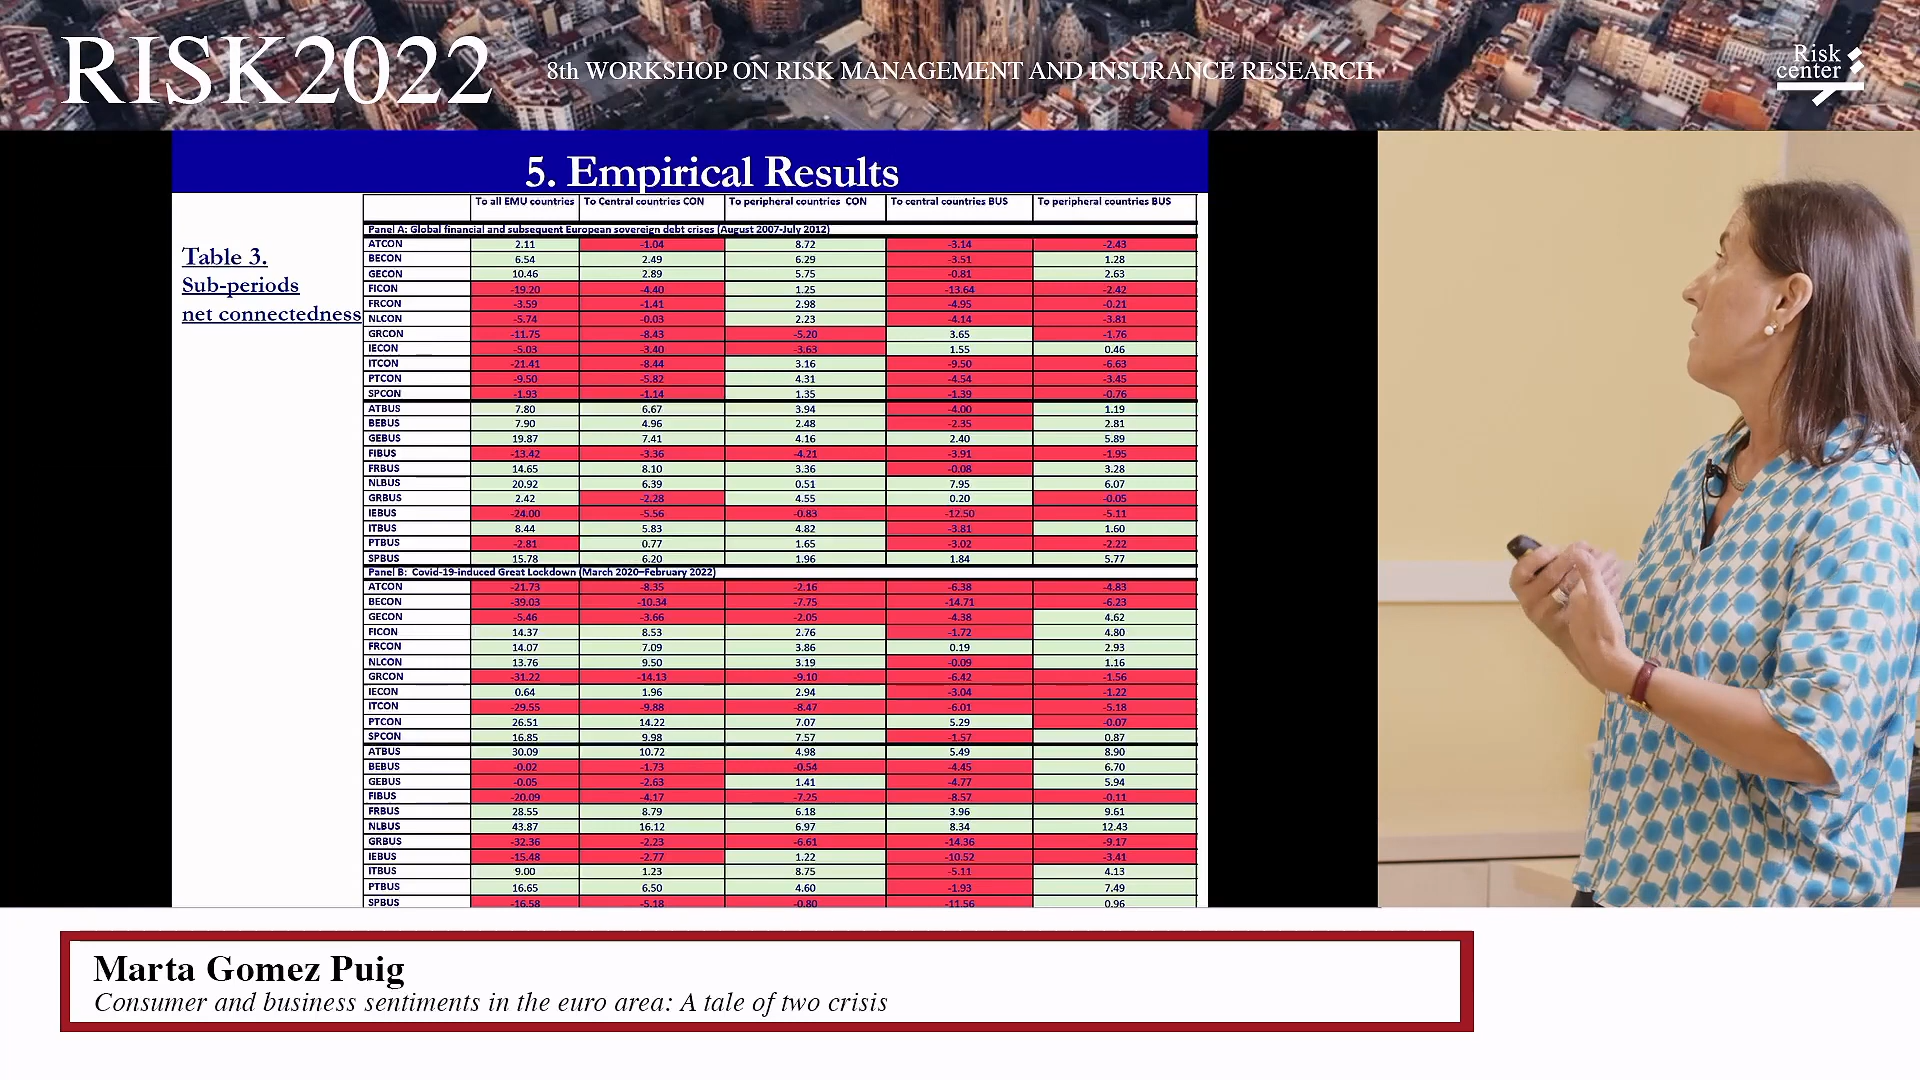 RISK2022
8th WORKSHOP ON RISK MANAGEMENT AND INSURANCE RESEARCH
Risk
center
5. Empirical Results
Table 3.
Sub-periods
net connectedness
To all EMU countries To Central countries CON To peripheral countries CON To central countries BUS To peripheral countries BUS
Panel A: Global financial and subsequent European sovereign debt crises (August 2007-July 2012)
ATCON 2.11 -1.04 8.72 -3.14 -2.43
BECON 6.54 2.49 6.29 -3.51 1.28
GECON 10.46 2.89 5.75 -0.81 2.63
FICON -19.20 -4.40 1.25 -13.64 -2.42
FRCON -3.59 -1.41 2.98 -4.95 -0.21
NLCON -5.74 -0.03 2.23 -4.14 -3.81
GRCON -11.75 -8.43 -5.20 3.65 -1.76
IECON -5.03 -3.40 -3.63 1.55 0.46
ITCON -21.41 -8.44 3.16 -9.50 -6.63
PTCON -9.50 -5.82 4.31 -4.54 -3.45
SPCON -1.93 -1.14 1.35 -1.39 -0.76
ATBUS 7.80 6.67 3.94 -4.00 1.19
BEBUS 7.90 4.96 2.48 -2.35 2.81
GEBUS 19.87 7.41 4.16 2.40 5.89
FIBUS -13.42 -3.36 -4.21 -3.91 -1.95
FRBUS 14.65 8.10 3.36 -0.08 3.28
NLBUS 20.92 6.39 0.51 7.95 6.07
GRBUS 2.42 -2.28 4.55 0.20 -0.05
IEBUS -24.00 -5.56 -0.83 -12.50 -5.11
ITBUS 8.44 5.83 4.82 -3.81 1.60
PTBUS -2.81 0.77 1.65 -3.02 -2.22
SPBUS 15.78 6.20 1.96 1.84 5.77
Panel B: Covid-19-induced Great Lockdown (March 2020–February 2022)
ATCON -21.73 -8.35 -2.16 -6.38 -4.83
BECON -39.03 -10.34 -7.75 -14.71 -6.23
GECON -5.46 -3.66 -2.05 -4.38 4.62
FICON 14.37 8.53 2.76 -1.72 4.80
FRCON 14.07 7.09 3.86 0.19 2.93
NLCON 13.76 9.50 3.19 -0.09 1.16
GRCON -31.22 -14.13 -9.10 -6.42 -1.56
IECON 0.64 1.96 2.94 -3.04 -1.22
ITCON -29.55 -9.88 -8.47 -6.01 -5.18
PTCON 26.51 14.22 7.07 5.29 -0.07
SPCON 16.85 9.98 7.57 -1.57 0.87
ATBUS 30.09 10.72 4.98 5.49 8.90
BEBUS -0.02 -1.73 -0.54 -4.45 6.70
GEBUS -0.05 -2.63 1.41 -4.77 5.94
FIBUS -20.09 -4.17 -7.25 -8.57 -0.11
FRBUS 28.55 8.79 6.18 3.96 9.61
NLBUS 43.87 16.12 6.97 8.34 12.43
GRBUS -32.36 -2.23 -6.61 -14.36 -9.17
IEBUS -15.48 -2.77 1.22 -10.52 -3.41
ITBUS 9.00 1.23 8.75 -5.11 4.13
PTBUS 16.65 6.50 4.60 -1.93 7.49
SPBUS -16.58 -5.18 -0.80 -11.56 0.96
Marta Gomez Puig
Consumer and business sentiments in the euro area: A tale of two crisis